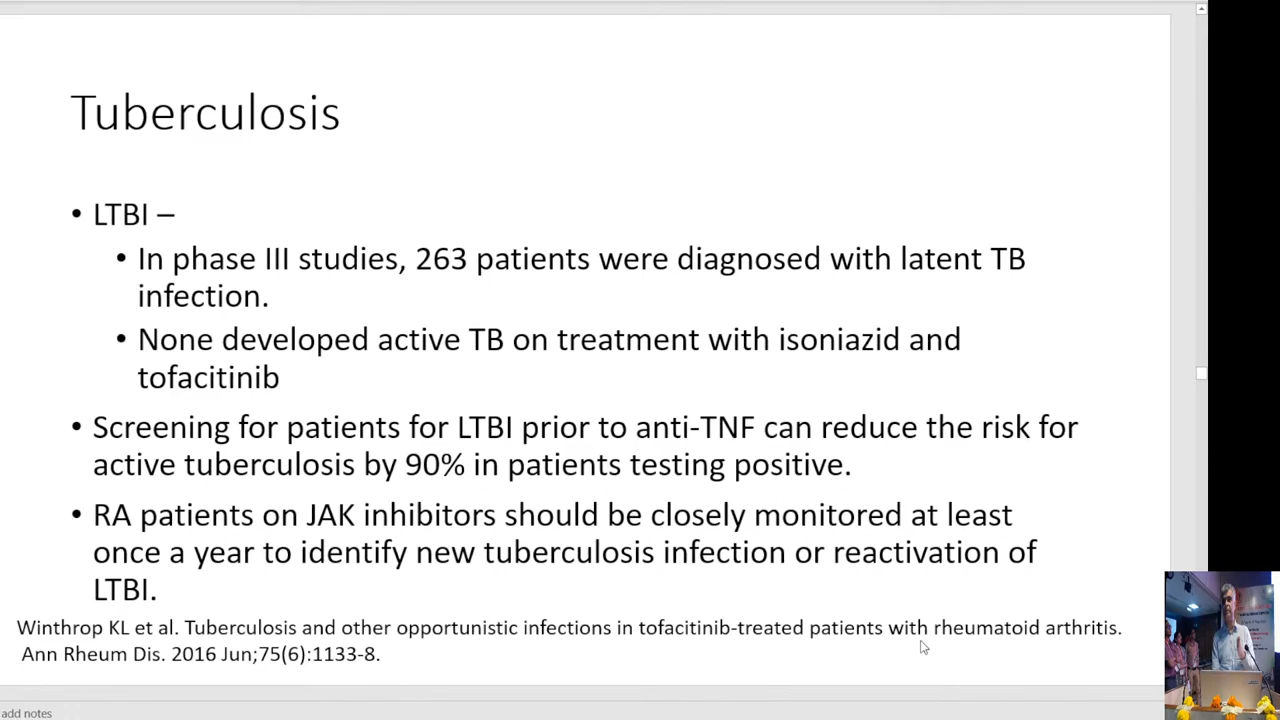 Tuberculosis
• LTBI –
• In phase III studies, 263 patients were diagnosed with latent TB
infection.
• None developed active TB on treatment with isoniazid and
tofacitinib
• Screening for patients for LTBI prior to anti-TNF can reduce the risk for
active tuberculosis by 90% in patients testing positive.
• RA patients on JAK inhibitors should be closely monitored at least
once a year to identify new tuberculosis infection or reactivation of
LTBI.
Winthrop KL et al. Tuberculosis and other opportunistic infections in tofacitinib-treated patients with rheumatoid arthritis.
Ann Rheum Dis. 2016 Jun;75(6):1133-8.
add notes